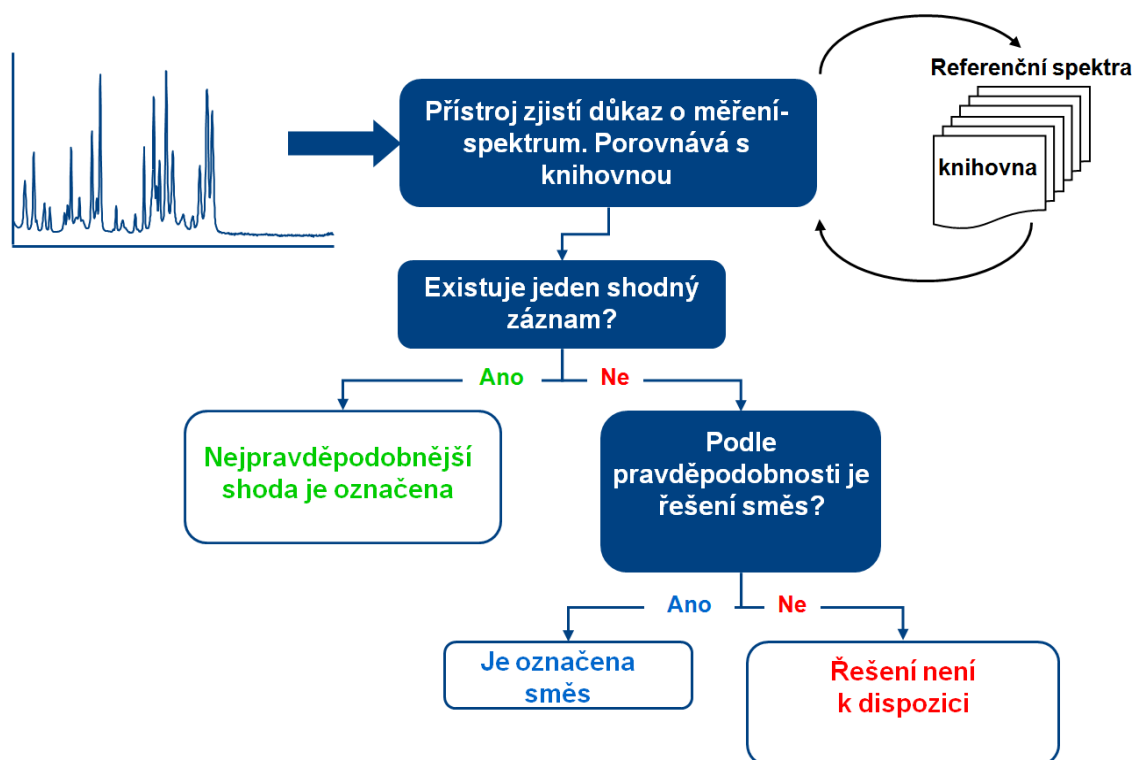 Referenční spektra
knihovna
Přístroj zjistí důkaz o měření-
spektrum. Porovnává s
knihovnou
Existuje jeden shodný
záznam?
Ano
Ne
Nejpravděpodobnější
shoda je označena
Podle
pravděpodobnosti je
řešení směs?
Ano
Ne
Je označena
směs
Řešení není
k dispozici